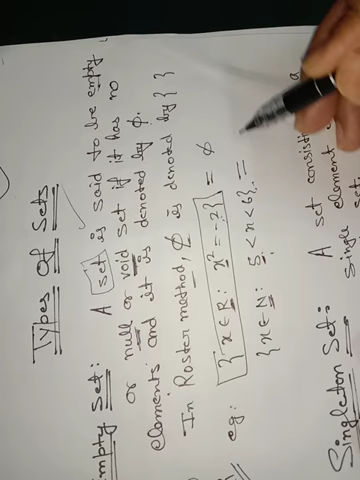 Types Of Sets
Empty Set: A set is said to be empty
or null or void set if it has no
elements and it is denoted by ϕ.
In Roster method, ϕ is denoted by { }
eg: {x∈R: x² = -2} = ϕ
{x∈N: 5 < x < 6} =
Singleton Set: A set consisti
single element
set.
a